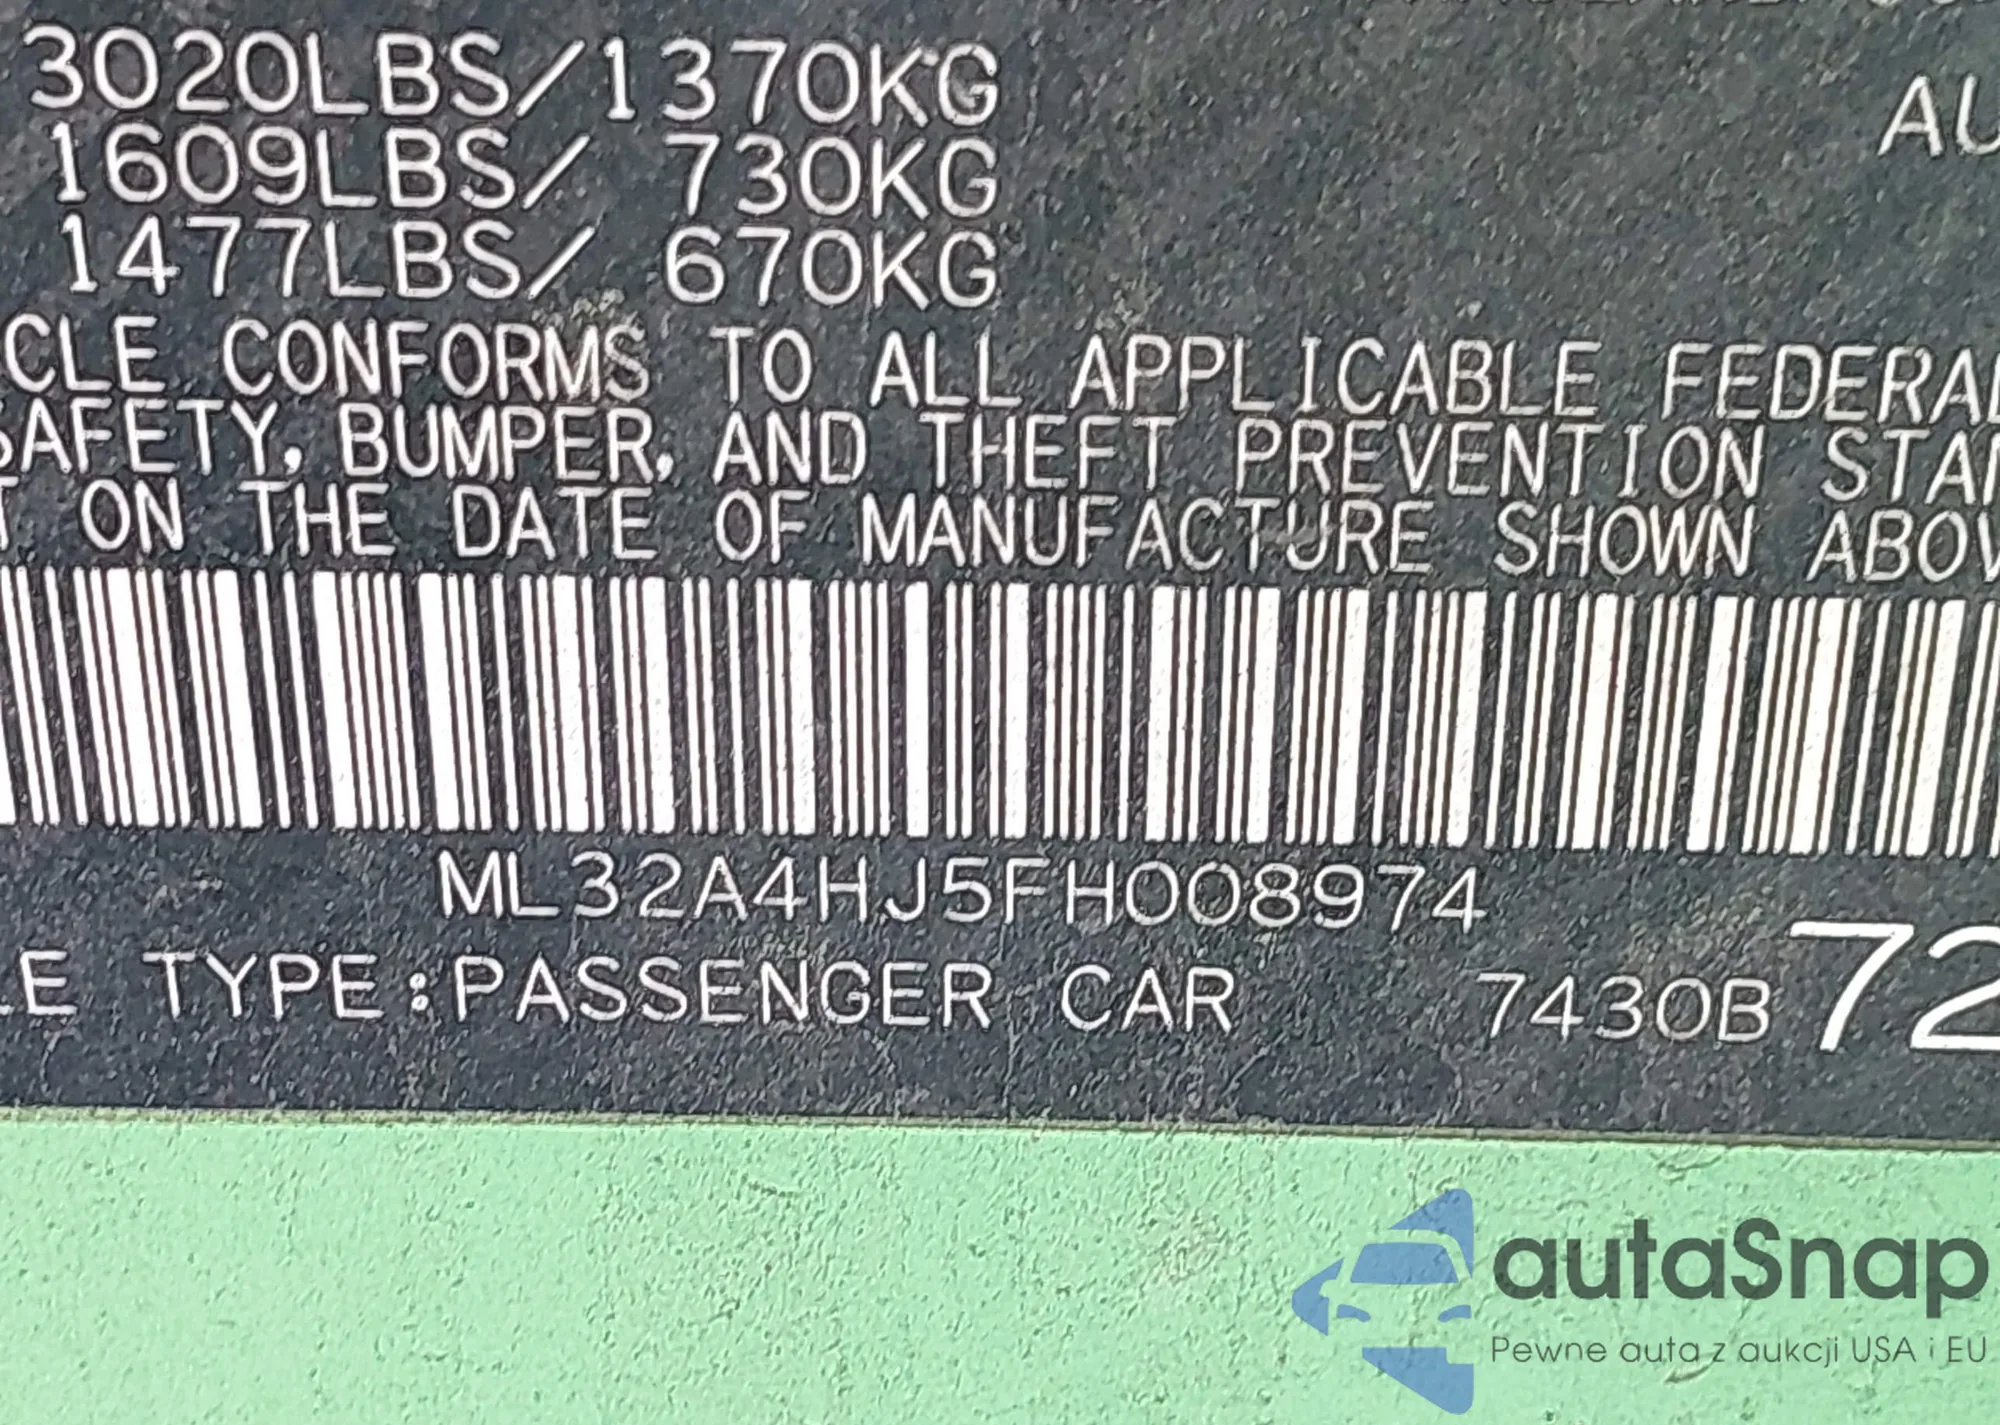 3020LBS/1370KG
AU
1609LBS/ 730KG
1477LBS/ 670KG
CLE CONFORMS TO ALL APPLICABLE FEDERAL
SAFETY, BUMPER, AND THEFT PREVENTION STAN
T ON THE DATE OF MANUFACTURE SHOWN ABOV
ML32A4HJ5FH008974
LE TYPE:PASSENGER CAR 7430B 72
autaSnap
Pewne auta z aukcji USA i EU